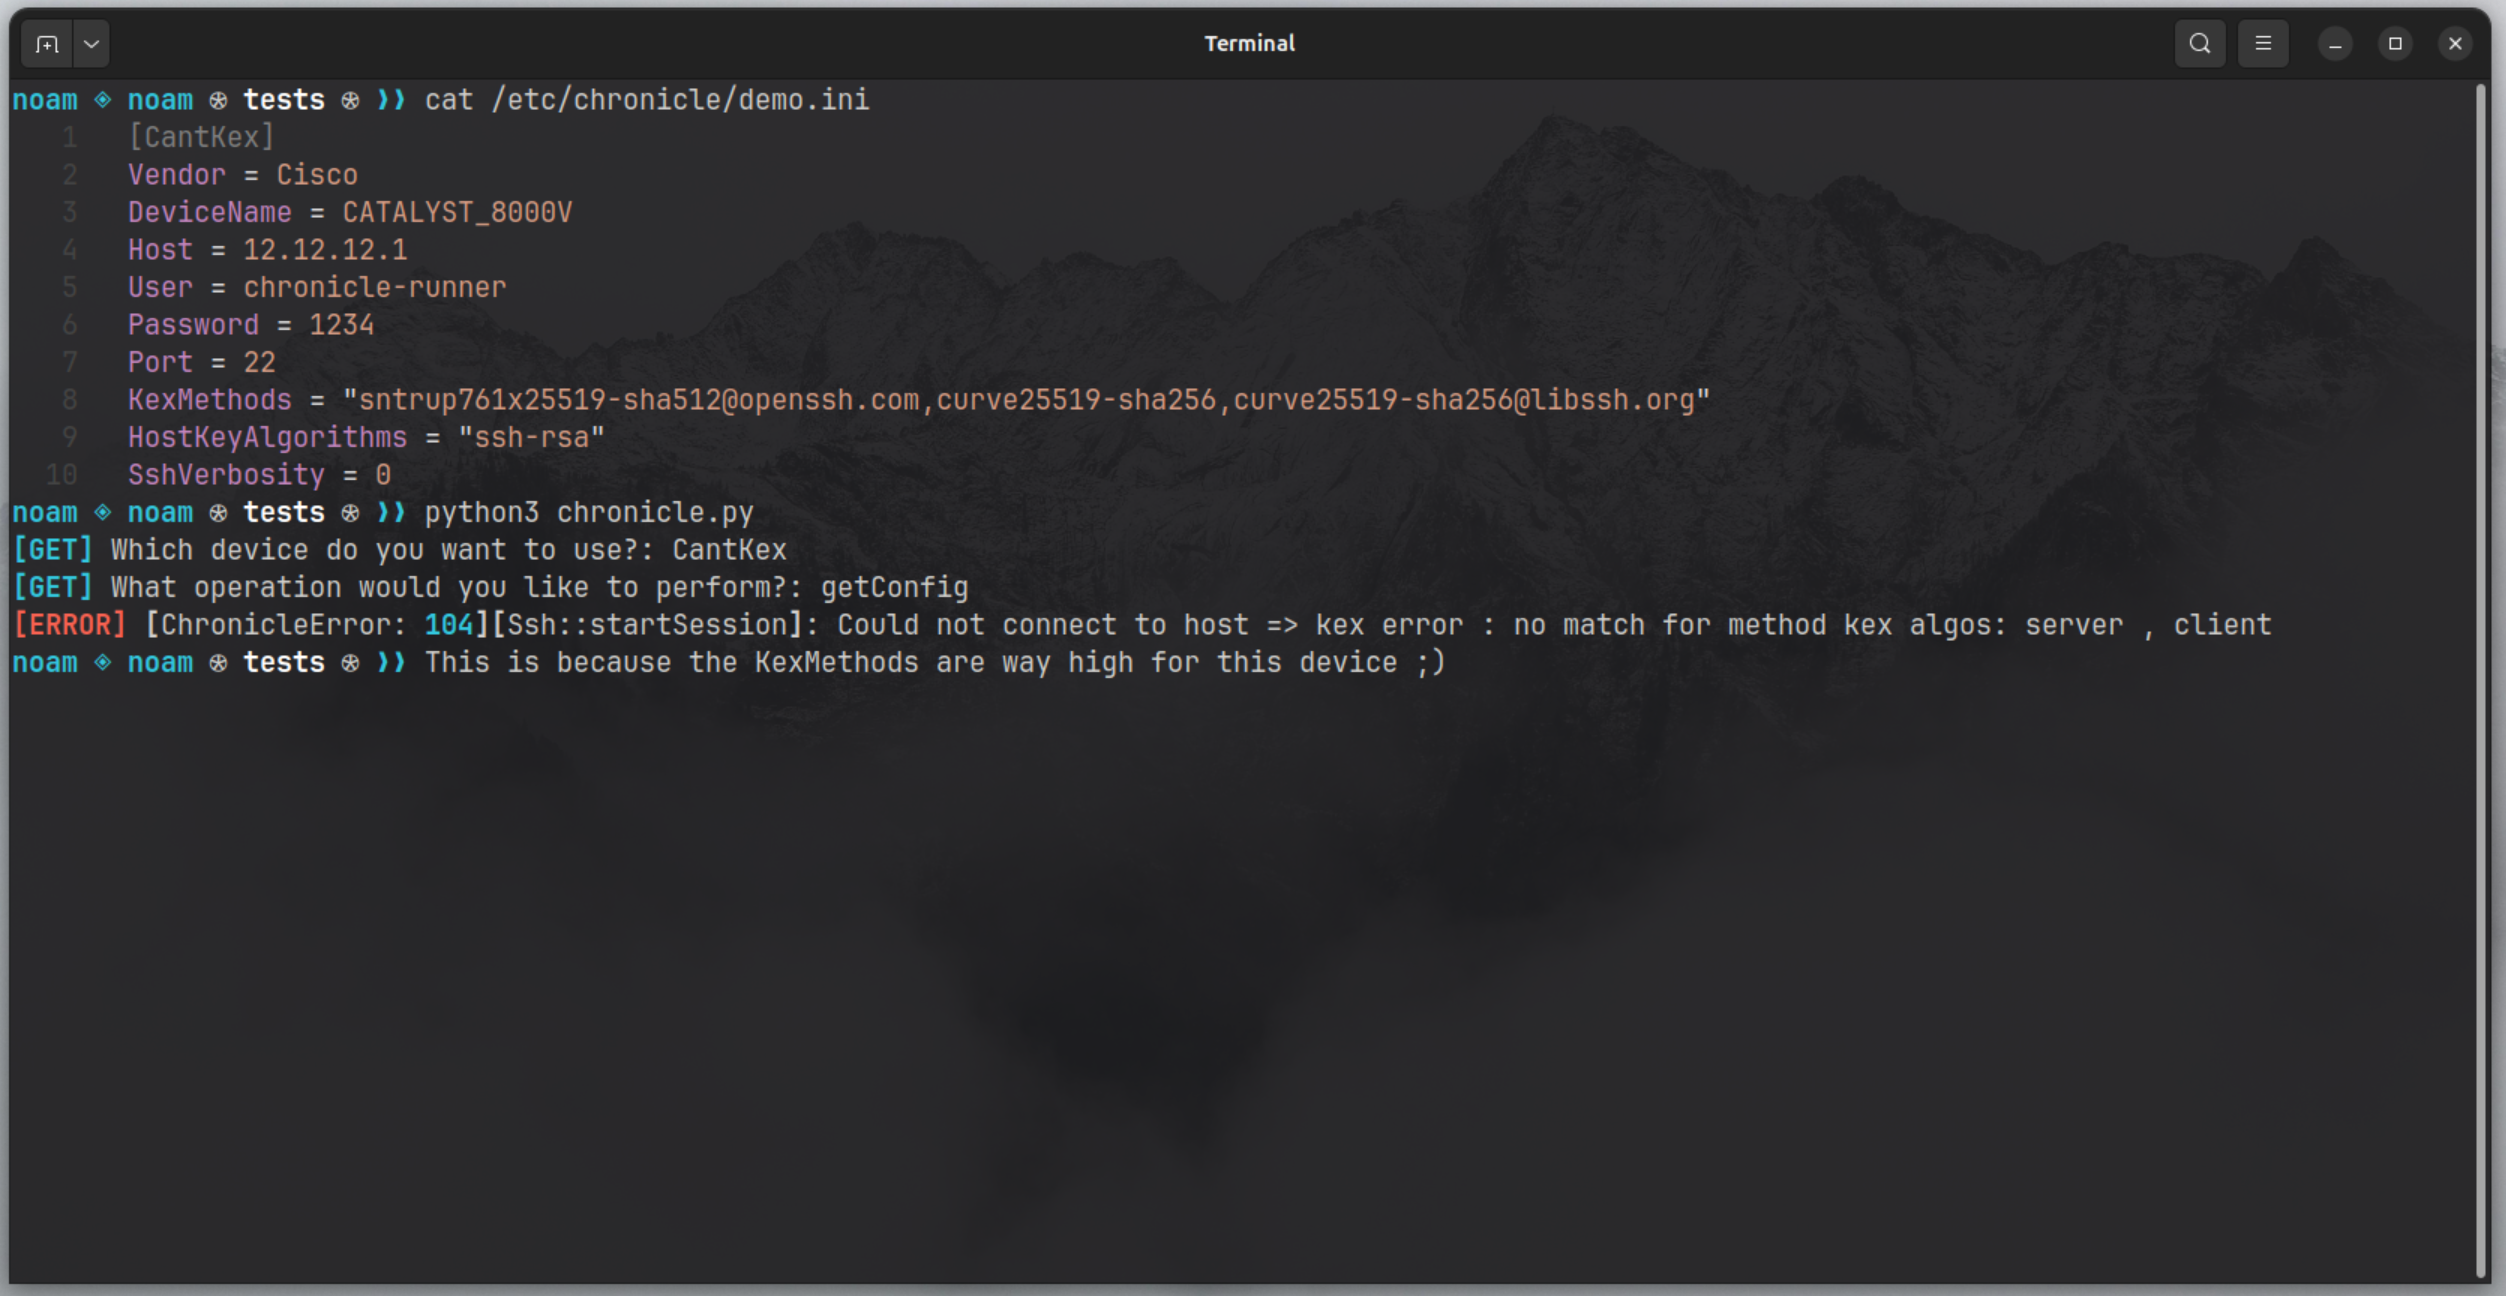 Terminal
noam ◈ noam ⊛ tests ⊛ ⟩⟩ cat /etc/chronicle/demo.ini
1 [CantKex]
2 Vendor = Cisco
3 DeviceName = CATALYST_8000V
4 Host = 12.12.12.1
5 User = chronicle-runner
6 Password = 1234
7 Port = 22
8 KexMethods = "sntrup761x25519-sha512@openssh.com,curve25519-sha256,curve25519-sha256@libssh.org"
9 HostKeyAlgorithms = "ssh-rsa"
10 SshVerbosity = 0
noam ◈ noam ⊛ tests ⊛ ⟩⟩ python3 chronicle.py
[GET] Which device do you want to use?: CantKex
[GET] What operation would you like to perform?: getConfig
[ERROR] [ChronicleError: 104][Ssh::startSession]: Could not connect to host => kex error : no match for method kex algos: server , client
noam ◈ noam ⊛ tests ⊛ ⟩⟩ This is because the KexMethods are way high for this device ;)